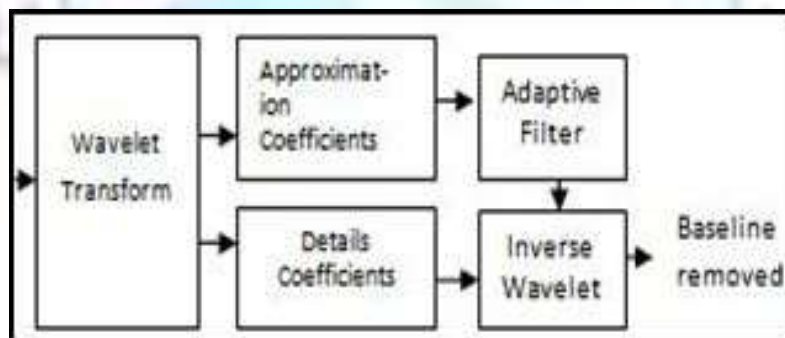 Wavelet
Transform
Approximat-
ion
Coefficients
Details
Coefficients
Adaptive
Filter
Inverse
Wavelet
Baseline
removed